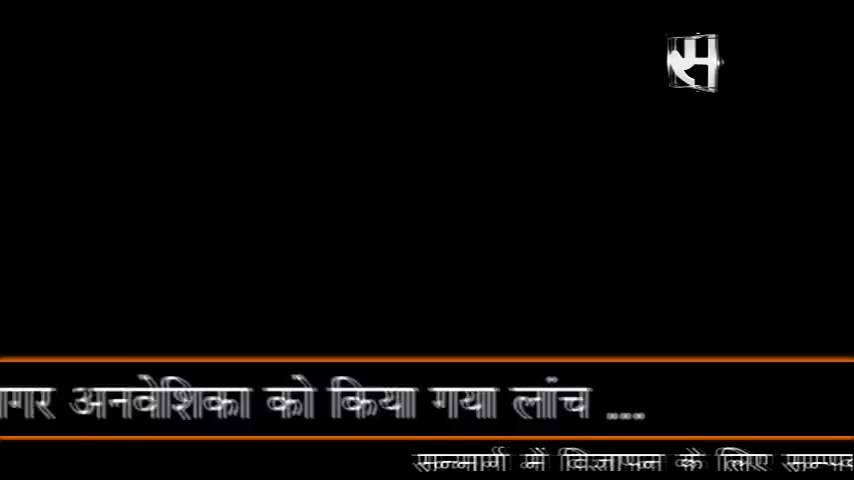 स
अनवेशिका को किया गया लाँच ...
सन्मार्ग में विज्ञापन के लिए